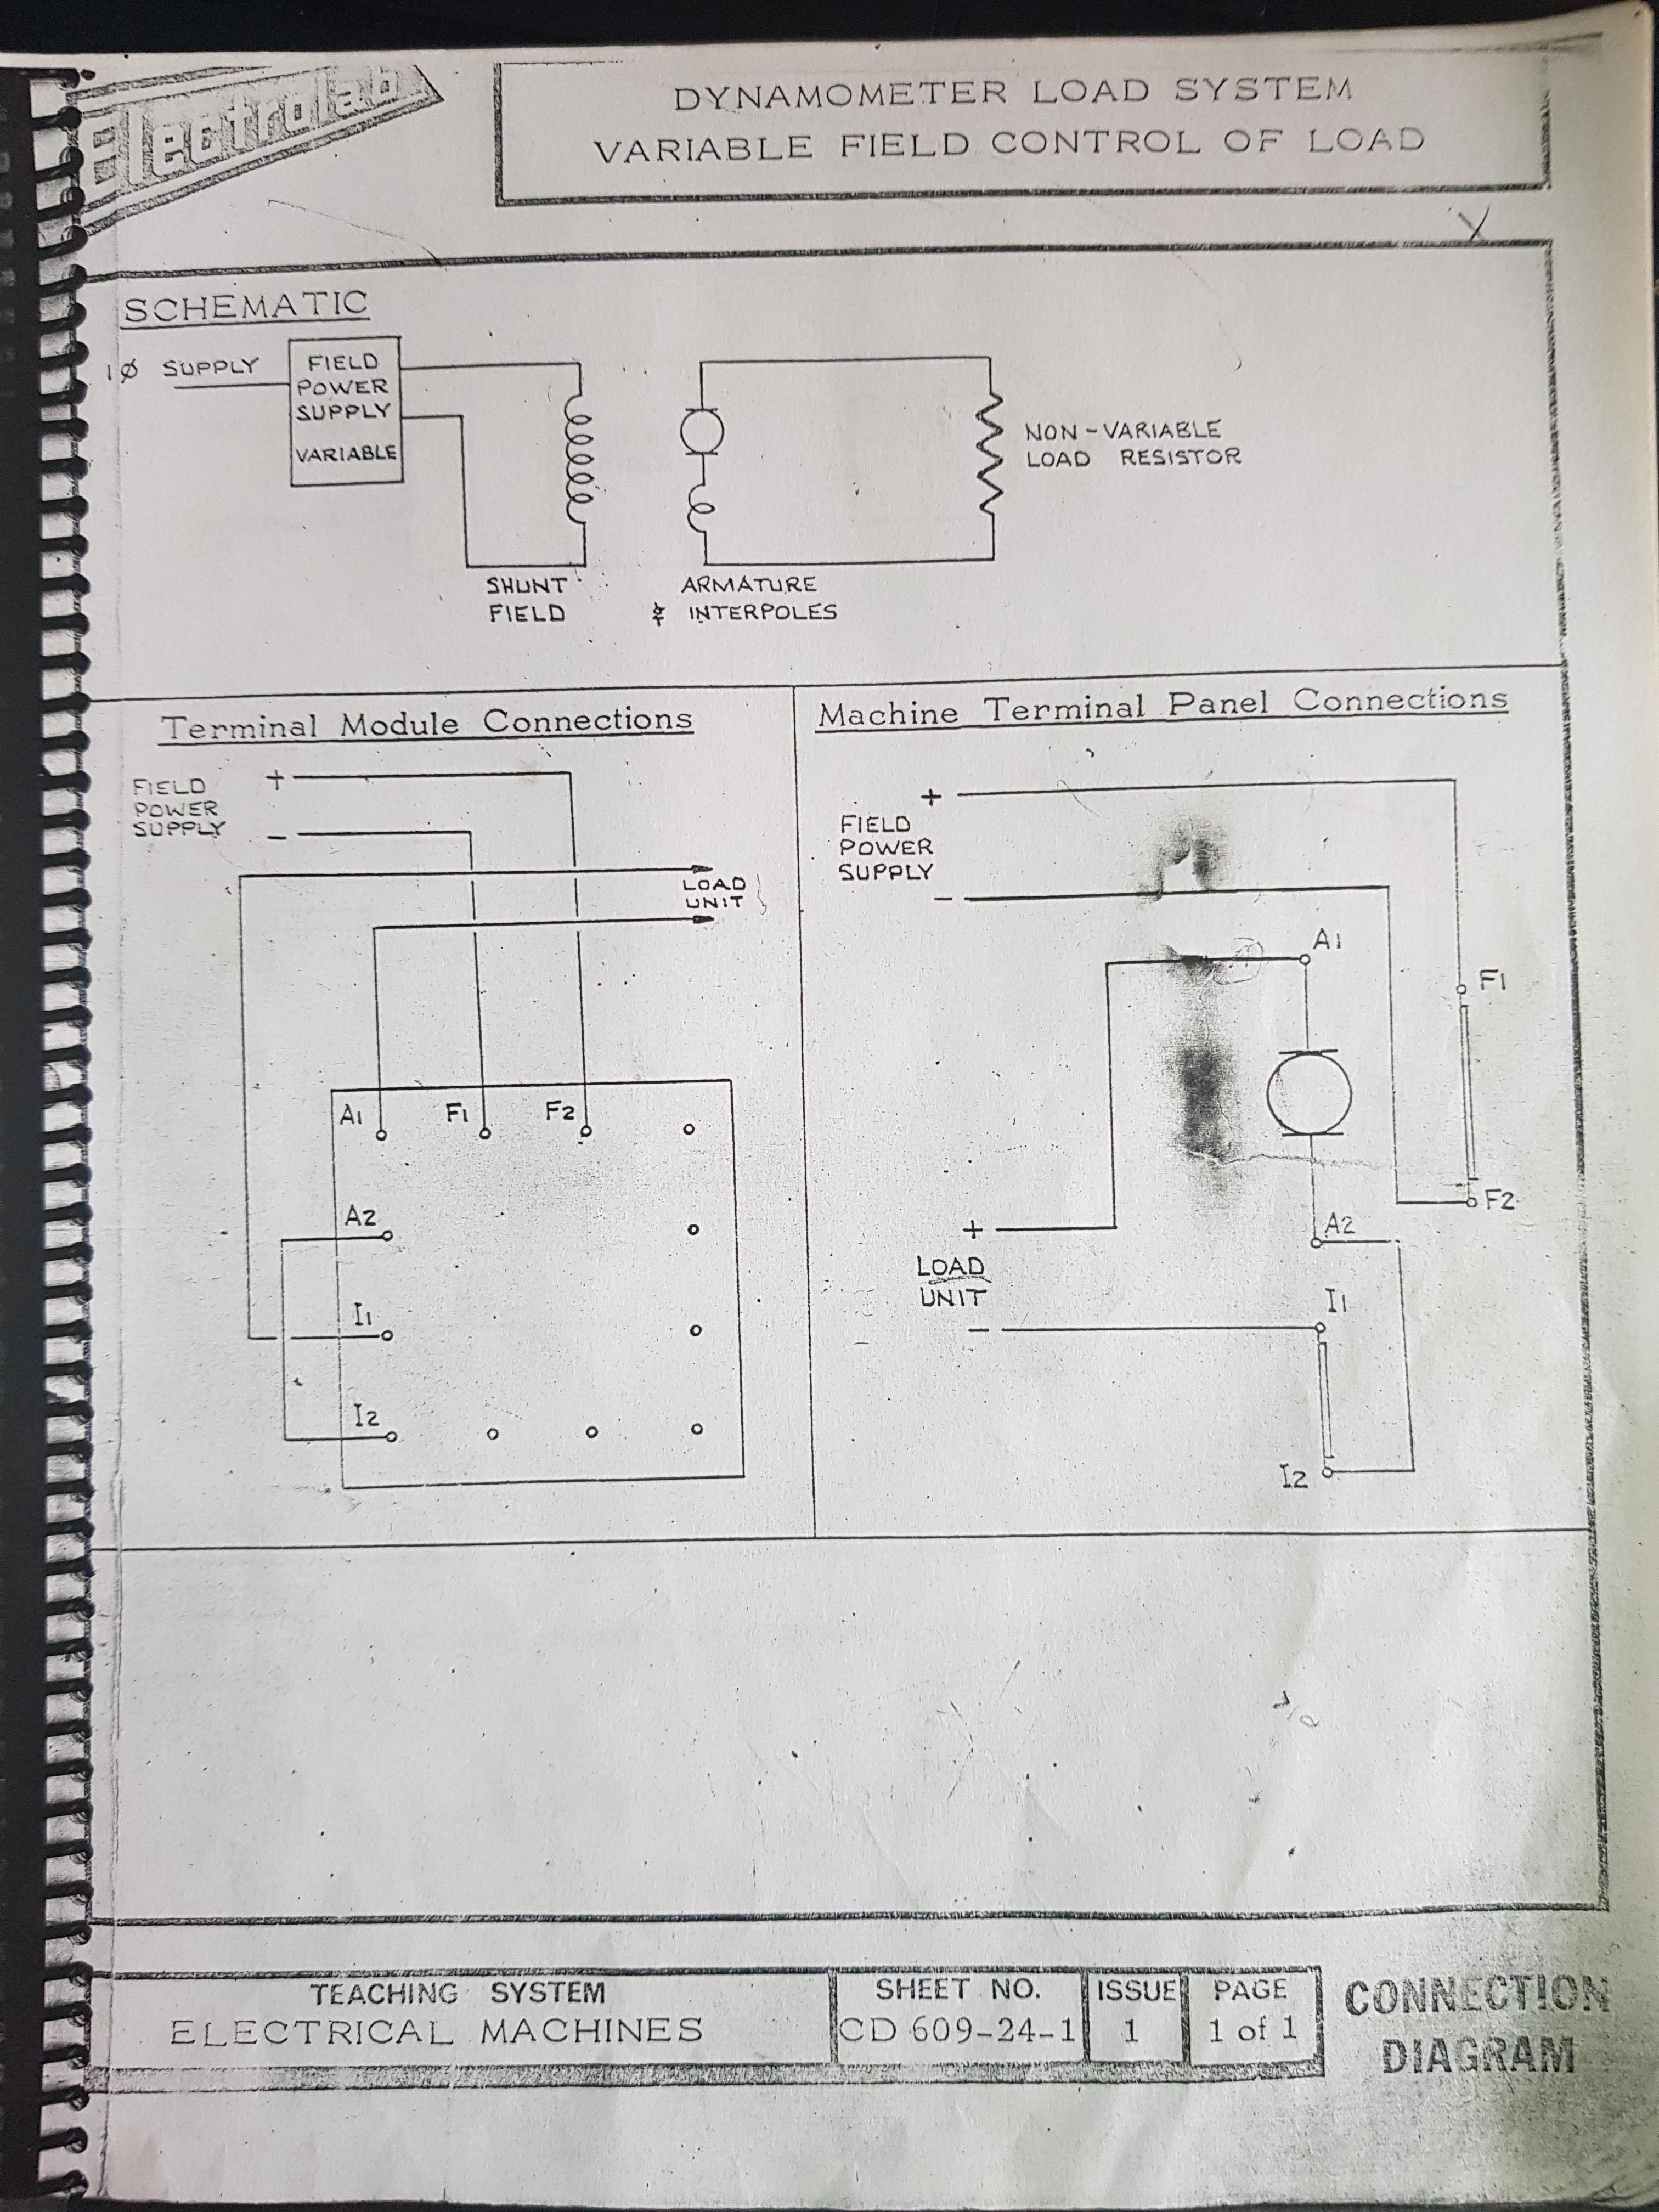 Electrolab
DYNAMOMETER LOAD SYSTEM
VARIABLE FIELD CONTROL OF LOAD
SCHEMATIC
1Ø SUPPLY
FIELD
POWER
SUPPLY
VARIABLE
NON-VARIABLE
LOAD RESISTOR
SHUNT
FIELD
ARMATURE
& INTERPOLES
Terminal Module Connections
FIELD
POWER
SUPPLY
+
-
LOAD
UNIT
A1
F1
F2
A2
I1
I2
Machine Terminal Panel Connections
+
FIELD
POWER
SUPPLY
-
A1
F1
F2
A2
+
LOAD
UNIT
-
I1
I2
TEACHING SYSTEM
ELECTRICAL MACHINES
SHEET NO.
CD 609-24-1
ISSUE
1
PAGE
1 of 1
CONNECTION
DIAGRAM